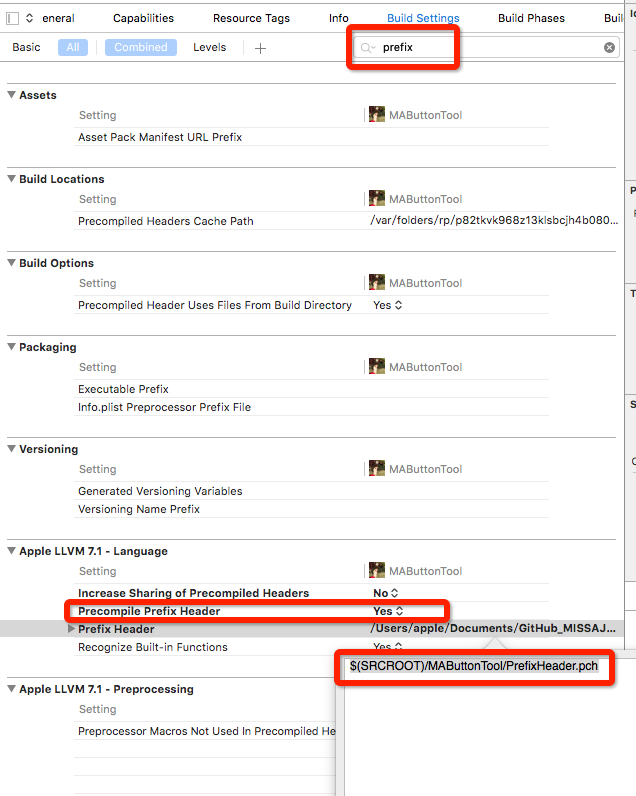 eneral Capabilities Resource Tags Info Build Settings Build Phases Buil
Basic All Combined Levels + prefix
Assets
Setting MAButtonTool
Asset Pack Manifest URL Prefix
Build Locations
Setting MAButtonTool
Precompiled Headers Cache Path /var/folders/rp/p82tkvk968z13klsbcjh4b080...
Build Options
Setting MAButtonTool
Precompiled Header Uses Files From Build Directory Yes
Packaging
Setting MAButtonTool
Executable Prefix
Info.plist Preprocessor Prefix File
Versioning
Setting MAButtonTool
Generated Versioning Variables
Versioning Name Prefix
Apple LLVM 7.1 - Language
Setting MAButtonTool
Increase Sharing of Precompiled Headers No
Precompile Prefix Header Yes
Prefix Header /Users/apple/Documents/GitHub_MISSAJ...
Recognize Built-in Functions Yes
$(SRCROOT)/MAButtonTool/PrefixHeader.pch
Apple LLVM 7.1 - Preprocessing
Setting
Preprocessor Macros Not Used In Precompiled He